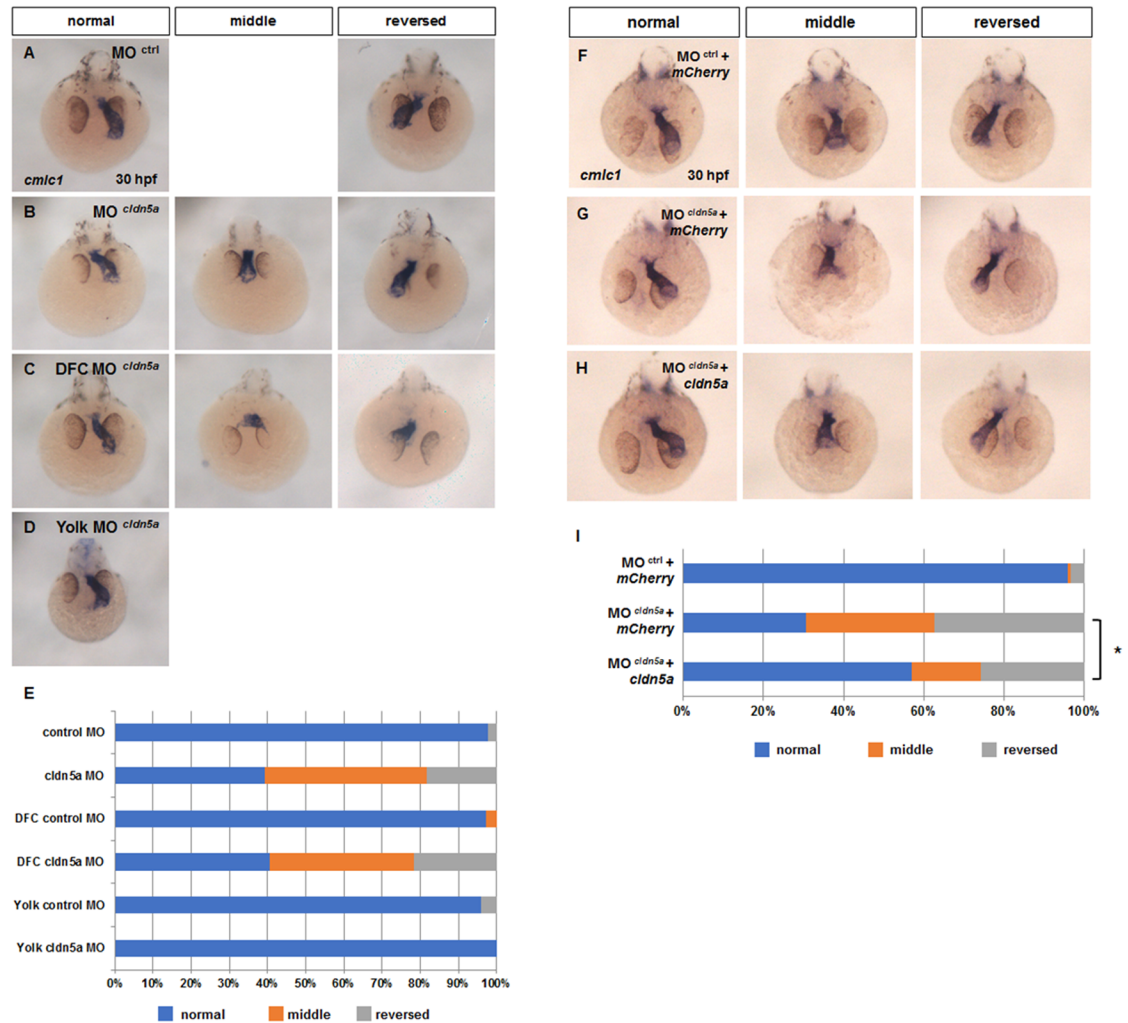 normal
middle
reversed
A
MO ctrl
cmlc1
30 hpf
B
MO cldn5a
C
DFC MO cldn5a
D
Yolk MO cldn5a
E
control MO
cldn5a MO
DFC control MO
DFC cldn5a MO
Yolk control MO
Yolk cldn5a MO
0% 10% 20% 30% 40% 50% 60% 70% 80% 90% 100%
normal middle reversed
normal
middle
reversed
F
MO ctrl +
mCherry
cmlc1
30 hpf
G
MO cldn5a +
mCherry
H
MO cldn5a +
cldn5a
I
MO ctrl +
mCherry
MO cldn5a +
mCherry
MO cldn5a +
cldn5a
*
0% 20% 40% 60% 80% 100%
normal middle reversed